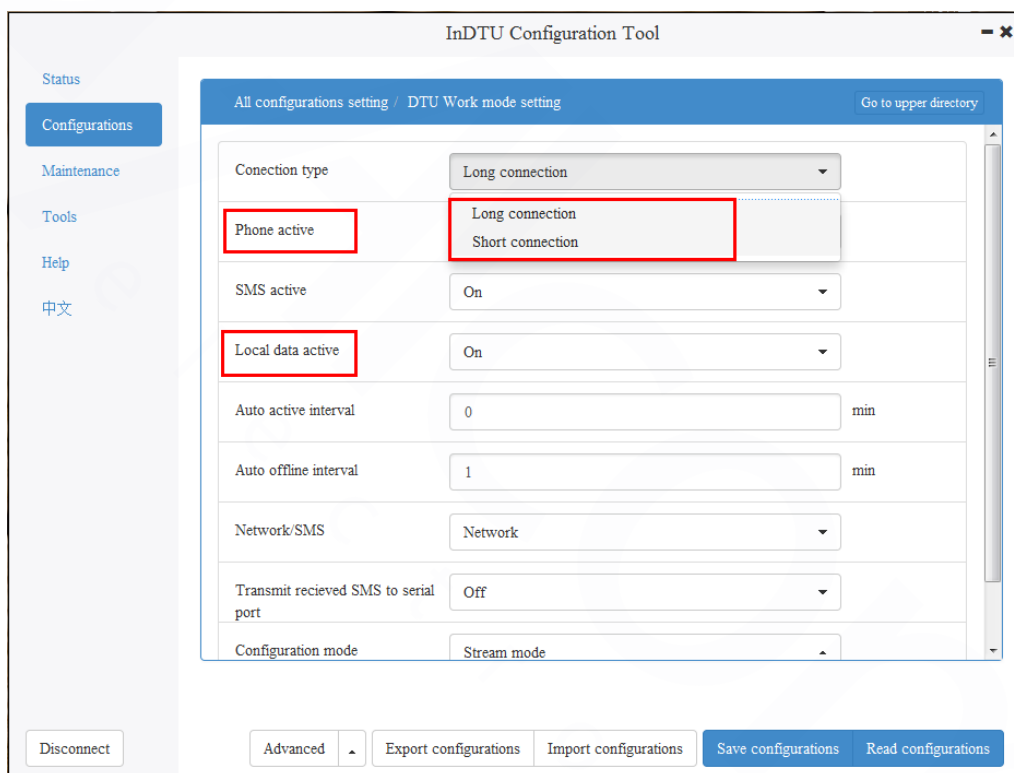 InDTU Configuration Tool
Status
Configurations
Maintenance
Tools
Help
中文
All configurations setting / DTU Work mode setting
Go to upper directory
Conection type
Long connection
Long connection
Short connection
Phone active
SMS active
On
Local data active
On
Auto active interval
0
min
Auto offline interval
1
min
Network/SMS
Network
Transmit recieved SMS to serial
port
Off
Configuration mode
Stream mode
Disconnect
Advanced
Export configurations
Import configurations
Save configurations
Read configurations